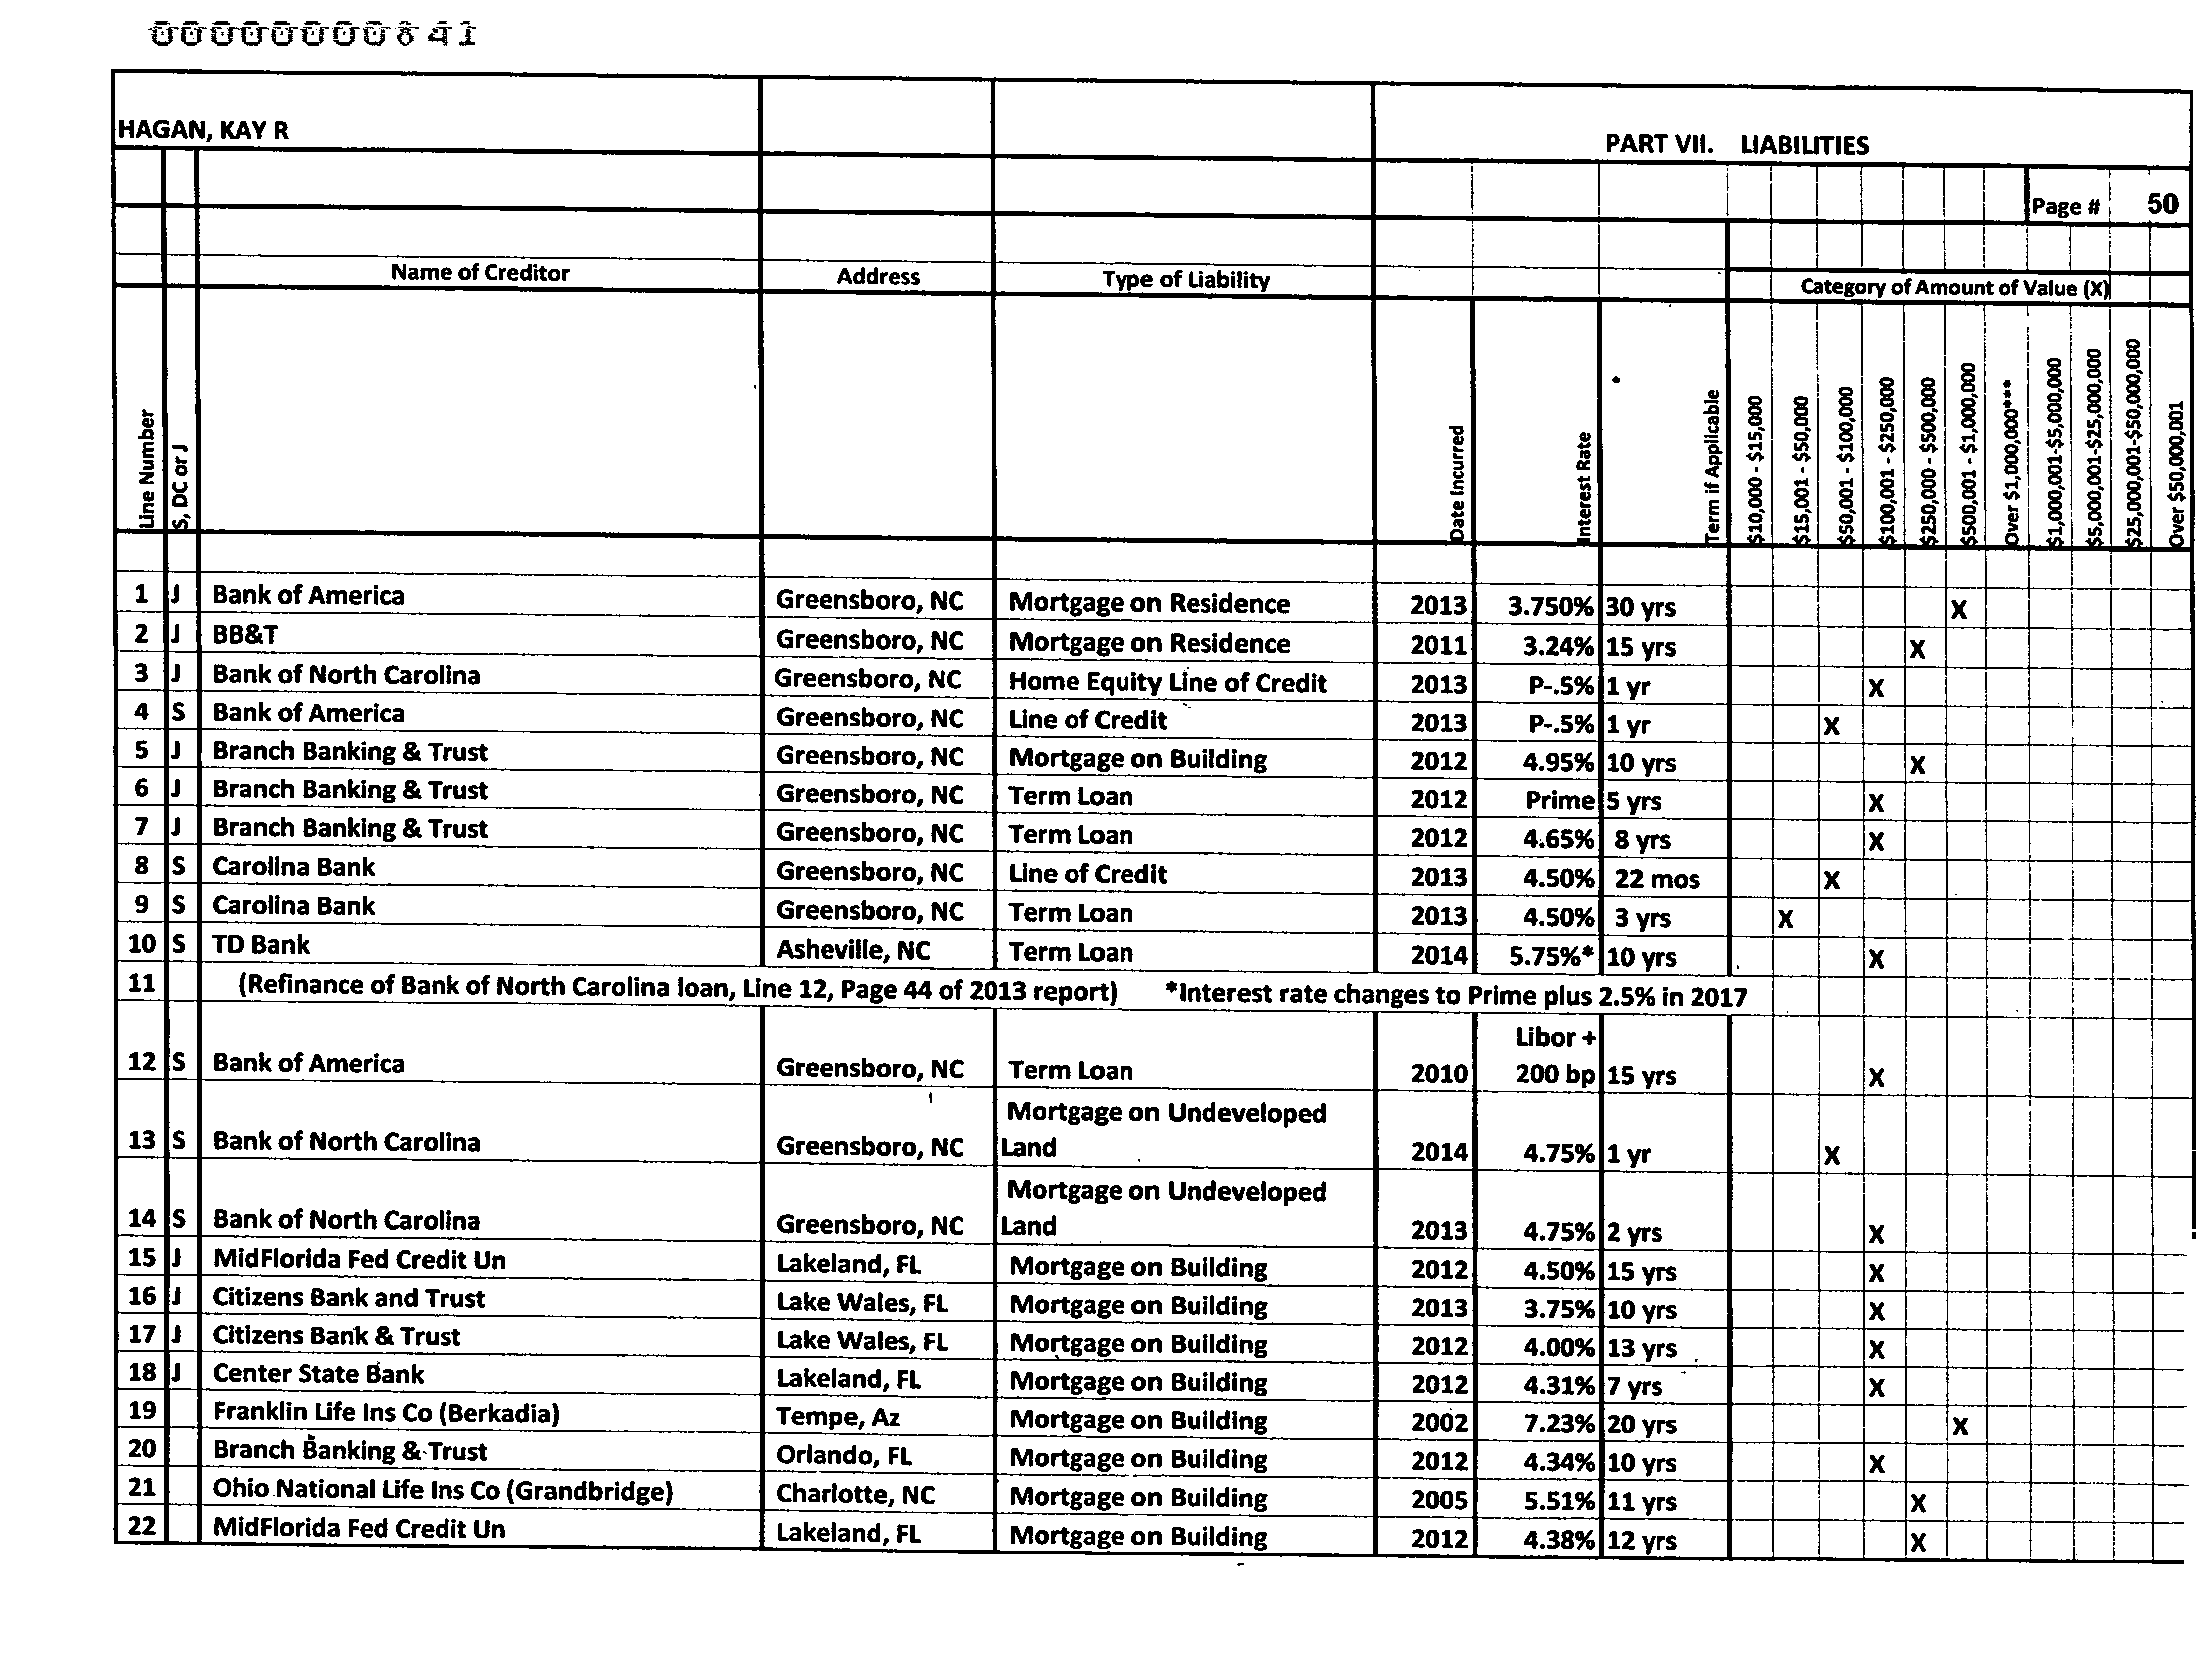 000000000841
HAGAN, KAY R
PART VII. LIABILITIES
Page # 50
Name of Creditor Address Type of Liability
Category of Amount of Value (X)
Line Number
S, DC or J
Date Incurred
Interest Rate
Term if Applicable
$10,000 - $15,000
$15,001 - $50,000
$50,001 - $100,000
$100,001 - $250,000
$250,000 - $500,000
$500,001 - $1,000,000
Over $1,000,000***
$1,000,001-$5,000,000
$5,000,001-$25,000,000
$25,000,001-$50,000,000
Over $50,000,001
1 J Bank of America Greensboro, NC Mortgage on Residence 2013 3.750% 30 yrs X
2 J BB&T Greensboro, NC Mortgage on Residence 2011 3.24% 15 yrs X
3 J Bank of North Carolina Greensboro, NC Home Equity Line of Credit 2013 P-.5% 1 yr X
4 S Bank of America Greensboro, NC Line of Credit 2013 P-.5% 1 yr X
5 J Branch Banking & Trust Greensboro, NC Mortgage on Building 2012 4.95% 10 yrs X
6 J Branch Banking & Trust Greensboro, NC Term Loan 2012 Prime 5 yrs X
7 J Branch Banking & Trust Greensboro, NC Term Loan 2012 4.65% 8 yrs X
8 S Carolina Bank Greensboro, NC Line of Credit 2013 4.50% 22 mos X
9 S Carolina Bank Greensboro, NC Term Loan 2013 4.50% 3 yrs X
10 S TD Bank Asheville, NC Term Loan 2014 5.75%* 10 yrs X
11 (Refinance of Bank of North Carolina loan, Line 12, Page 44 of 2013 report) *Interest rate changes to Prime plus 2.5% in 2017
Libor +
12 S Bank of America Greensboro, NC Term Loan 2010 200 bp 15 yrs X
Mortgage on Undeveloped
13 S Bank of North Carolina Greensboro, NC Land 2014 4.75% 1 yr X
Mortgage on Undeveloped
14 S Bank of North Carolina Greensboro, NC Land 2013 4.75% 2 yrs X
15 J MidFlorida Fed Credit Un Lakeland, FL Mortgage on Building 2012 4.50% 15 yrs X
16 J Citizens Bank and Trust Lake Wales, FL Mortgage on Building 2013 3.75% 10 yrs X
17 J Citizens Bank & Trust Lake Wales, FL Mortgage on Building 2012 4.00% 13 yrs X
18 J Center State Bank Lakeland, FL Mortgage on Building 2012 4.31% 7 yrs X
19 Franklin Life Ins Co (Berkadia) Tempe, Az Mortgage on Building 2002 7.23% 20 yrs X
20 Branch Banking & Trust Orlando, FL Mortgage on Building 2012 4.34% 10 yrs X
21 Ohio National Life Ins Co (Grandbridge) Charlotte, NC Mortgage on Building 2005 5.51% 11 yrs X
22 MidFlorida Fed Credit Un Lakeland, FL Mortgage on Building 2012 4.38% 12 yrs X